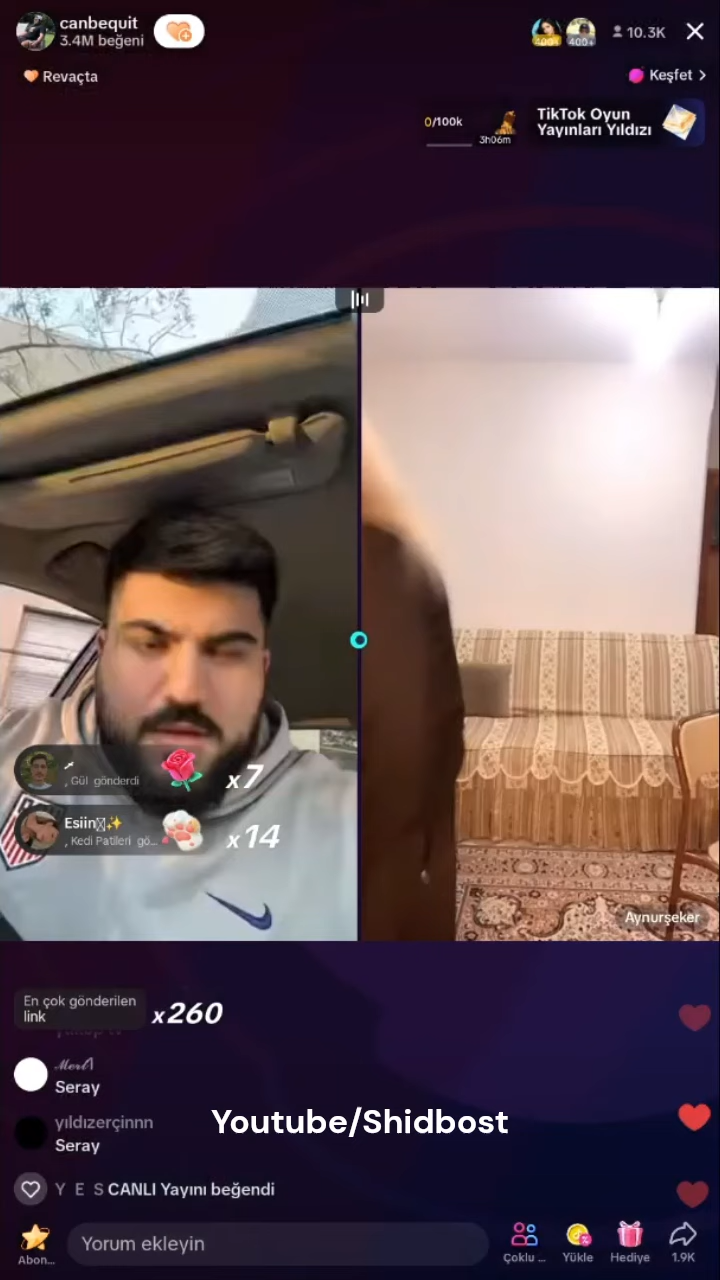 canbequit
3.4M beğeni
400+
400+
10.3K
Revaçta
Keşfet
0/100k
3h06m
TikTok Oyun
Yayınları Yıldızı
, Gül gönderdi
x7
Esiin
, Kedi Patileri gö...
x14
Aynurşeker
En çok gönderilen
link
x260
Seray
yıldızerçinnn
Seray
Youtube/Shidbost
Y E S CANLI Yayını beğendi
Yorum ekleyin
Abon...
Çoklu ...
Yükle
Hediye
1.9K